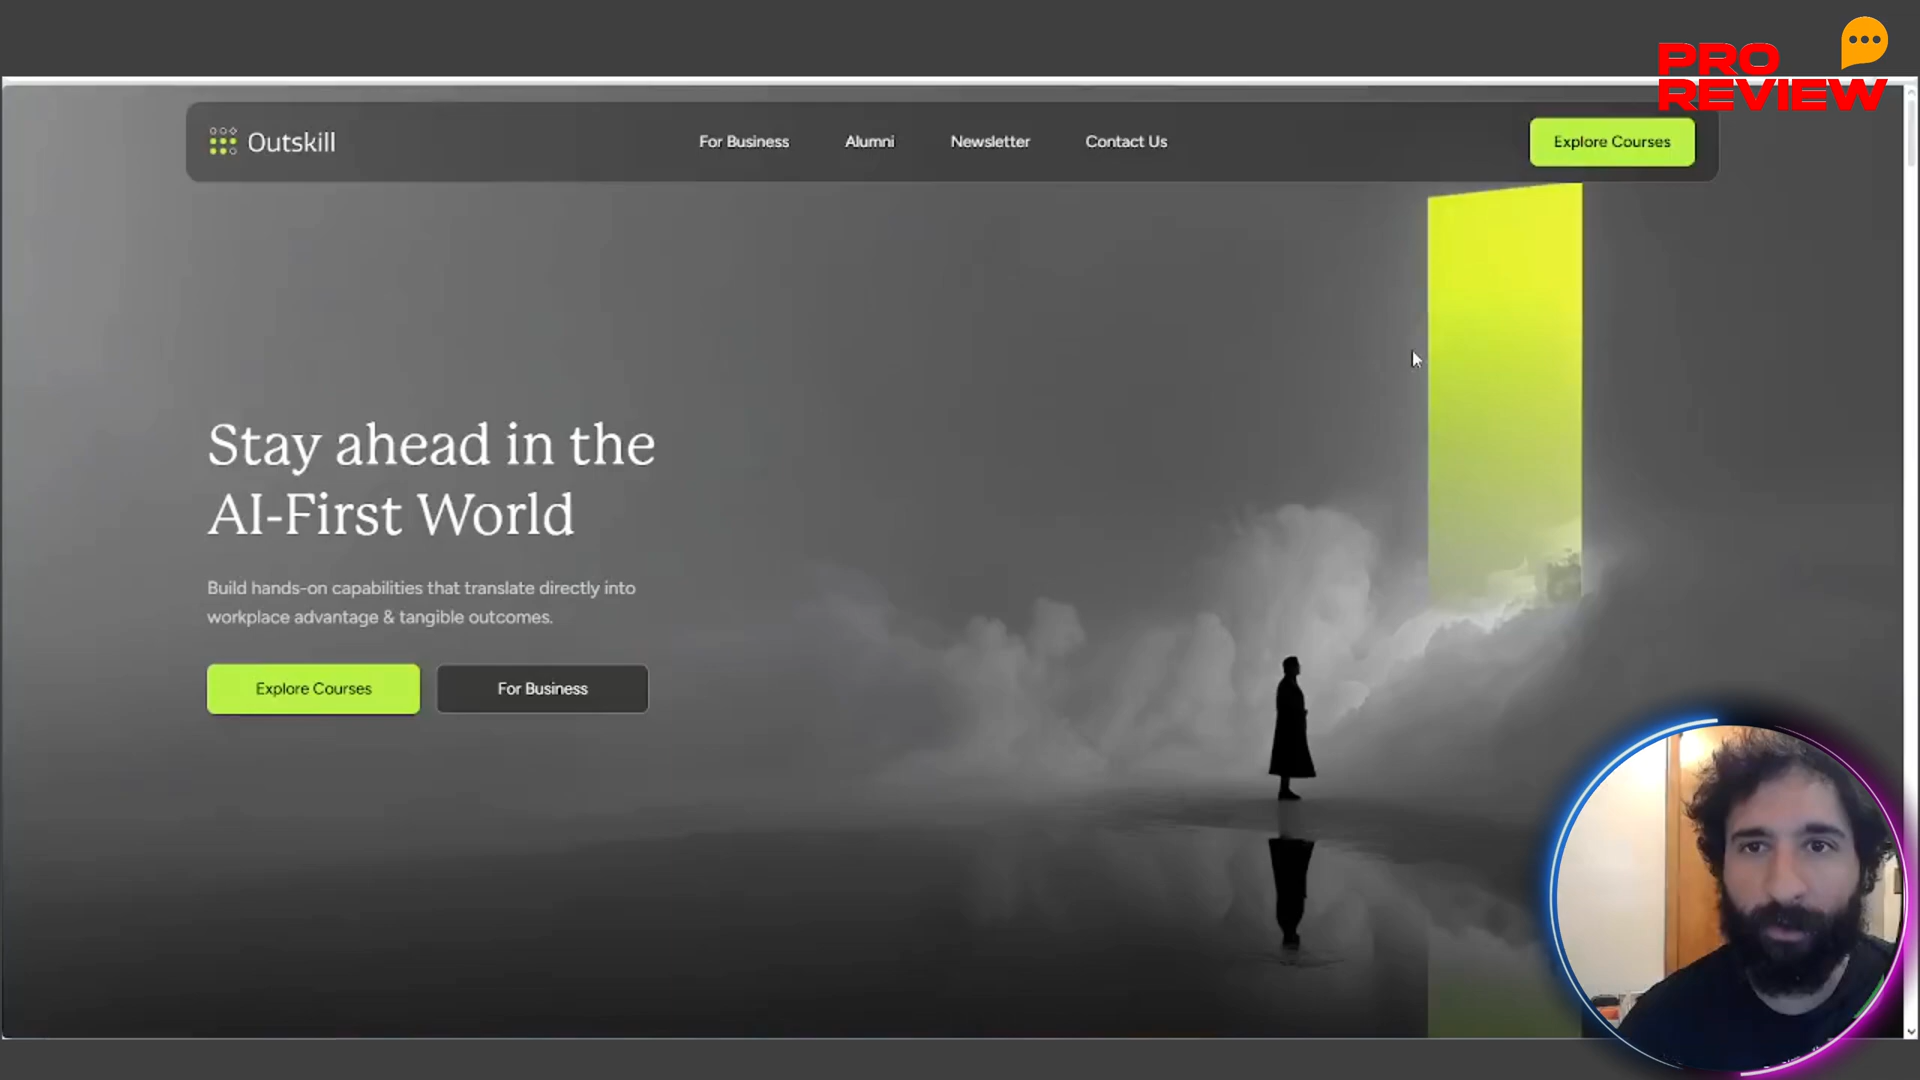 PRO
REVIEW
Outskill
For Business
Alumni
Newsletter
Contact Us
Explore Courses
Stay ahead in the
AI-First World
Build hands-on capabilities that translate directly into
workplace advantage & tangible outcomes.
Explore Courses
For Business